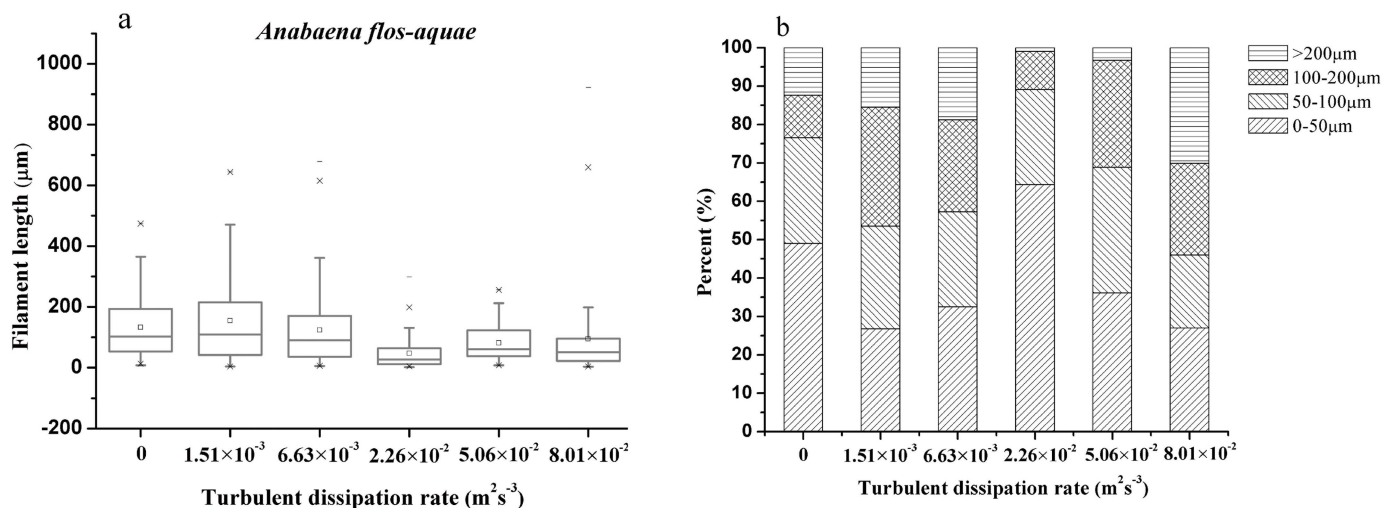 a
Anabaena flos-aquae
1000
800
600
400
200
0
-200
Filament length (μm)
0
1.51×10⁻³
6.63×10⁻³
2.26×10⁻²
5.06×10⁻²
8.01×10⁻²
Turbulent dissipation rate (m²s⁻³)
b
100
90
80
70
60
50
40
30
20
10
0
Percent (%)
0
1.51×10⁻³
6.63×10⁻³
2.26×10⁻²
5.06×10⁻²
8.01×10⁻²
Turbulent dissipation rate (m²s⁻³)
>200μm
100-200μm
50-100μm
0-50μm